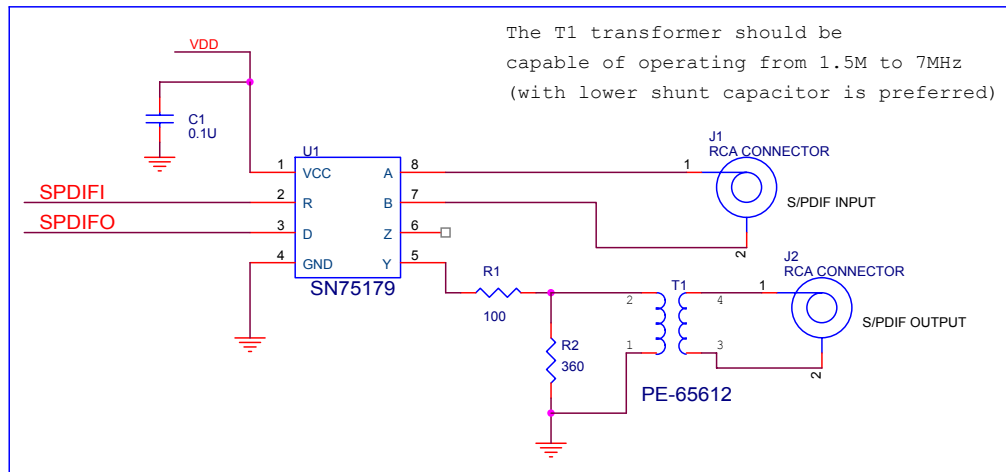 The T1 transformer should be
capable of operating from 1.5M to 7MHz
(with lower shunt capacitor is preferred)
VDD
C1
0.1U
U1
1 VCC A 8
2 R B 7
3 D Z 6
4 GND Y 5
SN75179
SPDIFI
SPDIFO
J1
RCA CONNECTOR
1
S/PDIF INPUT
2
R1
100
R2
360
T1
2 4
1 3
PE-65612
J2
RCA CONNECTOR
1
S/PDIF OUTPUT
2